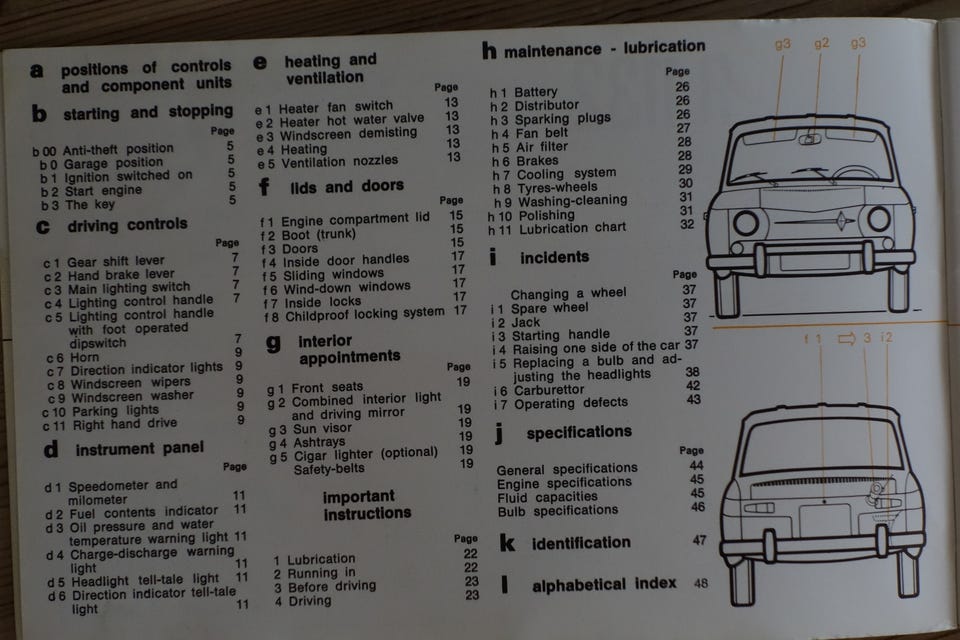 a positions of controls
and component units
b starting and stopping
Page
b 00 Anti-theft position 5
b 0 Garage position 5
b 1 Ignition switched on 5
b 2 Start engine 5
b 3 The key 5
c driving controls
Page
c 1 Gear shift lever 7
c 2 Hand brake lever 7
c 3 Main lighting switch 7
c 4 Lighting control handle 7
c 5 Lighting control handle
with foot operated
dipswitch 7
c 6 Horn 9
c 7 Direction indicator lights 9
c 8 Windscreen wipers 9
c 9 Windscreen washer 9
c 10 Parking lights 9
c 11 Right hand drive 9
d instrument panel
Page
d 1 Speedometer and
milometer 11
d 2 Fuel contents indicator 11
d 3 Oil pressure and water
temperature warning light 11
d 4 Charge-discharge warning
light 11
d 5 Headlight tell-tale light 11
d 6 Direction indicator tell-tale
light 11
e heating and
ventilation
Page
e 1 Heater fan switch 13
e 2 Heater hot water valve 13
e 3 Windscreen demisting 13
e 4 Heating 13
e 5 Ventilation nozzles 13
f lids and doors
Page
f 1 Engine compartment lid 15
f 2 Boot (trunk) 15
f 3 Doors 15
f 4 Inside door handles 17
f 5 Sliding windows 17
f 6 Wind-down windows 17
f 7 Inside locks 17
f 8 Childproof locking system 17
g interior
appointments
Page
g 1 Front seats 19
g 2 Combined interior light
and driving mirror 19
g 3 Sun visor 19
g 4 Ashtrays 19
g 5 Cigar lighter (optional) 19
Safety-belts 19
important
instructions
Page
1 Lubrication 22
2 Running in 22
3 Before driving 23
4 Driving 23
h maintenance - lubrication
Page
h 1 Battery 26
h 2 Distributor 26
h 3 Sparking plugs 26
h 4 Fan belt 27
h 5 Air filter 28
h 6 Brakes 28
h 7 Cooling system 29
h 8 Tyres-wheels 30
h 9 Washing-cleaning 31
h 10 Polishing 31
h 11 Lubrication chart 32
i incidents
Page
Changing a wheel 37
i 1 Spare wheel 37
i 2 Jack 37
i 3 Starting handle 37
i 4 Raising one side of the car 37
i 5 Replacing a bulb and ad-
justing the headlights 38
i 6 Carburettor 42
i 7 Operating defects 43
j specifications
Page
General specifications 44
Engine specifications 45
Fluid capacities 45
Bulb specifications 46
k identification 47
l alphabetical index 48
g3 g2 g3
f 1 ⇨ 3 i 2